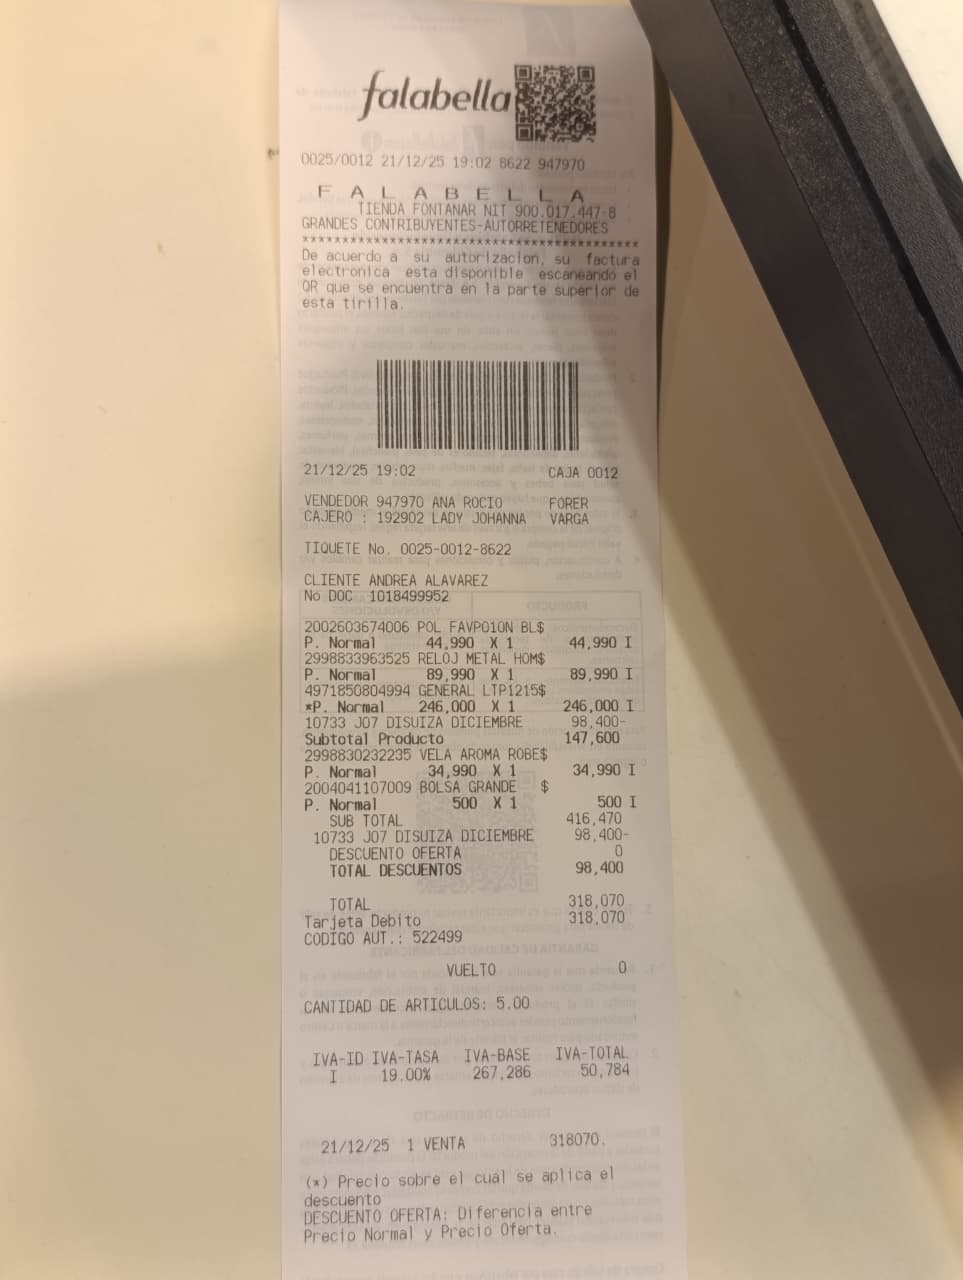 falabella
0025/0012 21/12/25 19:02 8622 947970
F A L A B E L L A
TIENDA FONTANAR NIT 900.017.447-8
GRANDES CONTRIBUYENTES-AUTORRETENEDORES
******************************************
De acuerdo a su autorizacion, su factura
electronica esta disponible escaneando el
QR que se encuentra en la parte superior de
esta tirilla.
21/12/25 19:02 CAJA 0012
VENDEDOR 947970 ANA ROCIO FORER
CAJERO : 192902 LADY JOHANNA VARGA
TIQUETE No. 0025-0012-8622
CLIENTE ANDREA ALAVAREZ
No DOC 1018499952
2002603674006 POL FAVPO1ON BL$
P. Normal 44,990 X 1 44,990 I
2998833963525 RELOJ METAL HOM$
P. Normal 89,990 X 1 89,990 I
4971850804994 GENERAL LTP1215$
*P. Normal 246,000 X 1 246,000 I
10733 J07 DISUIZA DICIEMBRE 98,400-
Subtotal Producto 147,600
2998830232235 VELA AROMA ROBE$
P. Normal 34,990 X 1 34,990 I
2004041107009 BOLSA GRANDE $
P. Normal 500 X 1 500 I
SUB TOTAL 416,470
10733 J07 DISUIZA DICIEMBRE 98,400-
DESCUENTO OFERTA 0
TOTAL DESCUENTOS 98,400
TOTAL 318,070
Tarjeta Debito 318,070
CODIGO AUT.: 522499
VUELTO 0
CANTIDAD DE ARTICULOS: 5.00
IVA-ID IVA-TASA IVA-BASE IVA-TOTAL
I 19.00% 267,286 50,784
21/12/25 1 VENTA 318070.
(*) Precio sobre el cual se aplica el
descuento
DESCUENTO OFERTA: Diferencia entre
Precio Normal y Precio Oferta.